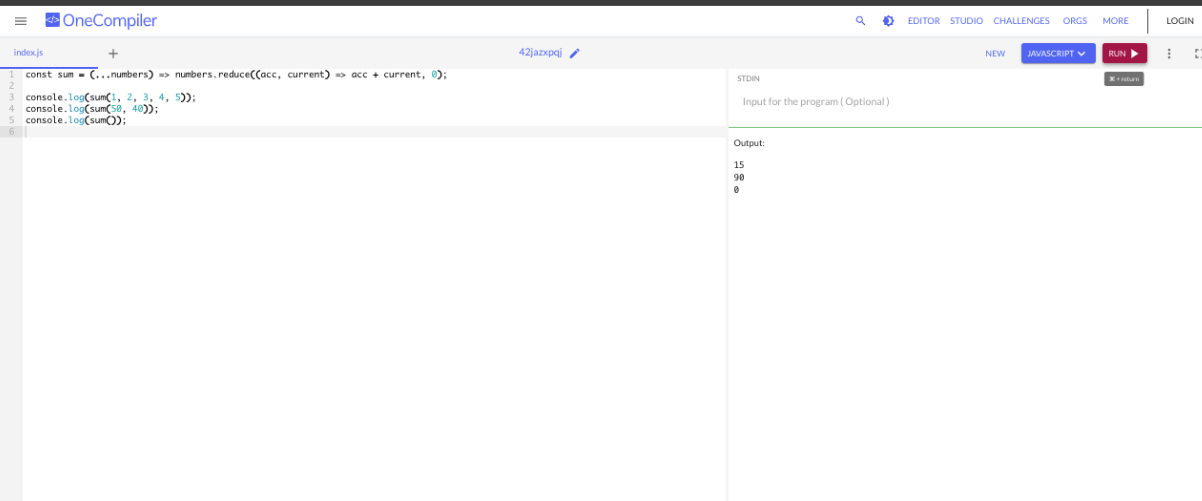 </> OneCompiler
EDITOR STUDIO CHALLENGES ORGS MORE LOGIN
index.js
42jazxpqj
NEW JAVASCRIPT RUN
⌘ + return
1 const sum = (...numbers) => numbers.reduce((acc, current) => acc + current, 0);
2
3 console.log(sum(1, 2, 3, 4, 5));
4 console.log(sum(50, 40));
5 console.log(sum());
6
STDIN
Input for the program ( Optional )
Output:
15
90
0